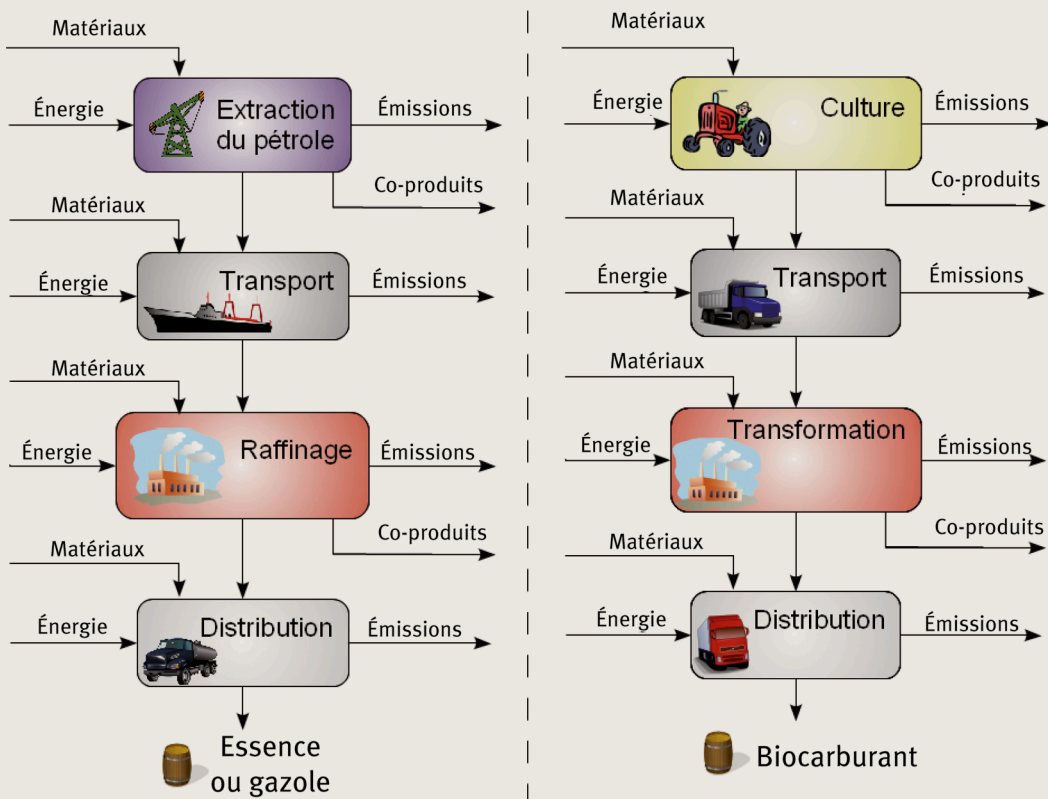 Matériaux
Énergie
Extraction
du pétrole
Émissions
Co-produits
Matériaux
Énergie
Transport
Émissions
Matériaux
Énergie
Raffinage
Émissions
Co-produits
Matériaux
Énergie
Distribution
Émissions
Essence
ou gazole
Matériaux
Énergie
Culture
Émissions
Co-produits
Matériaux
Énergie
Transport
Émissions
Matériaux
Énergie
Transformation
Émissions
Co-produits
Matériaux
Énergie
Distribution
Émissions
Biocarburant